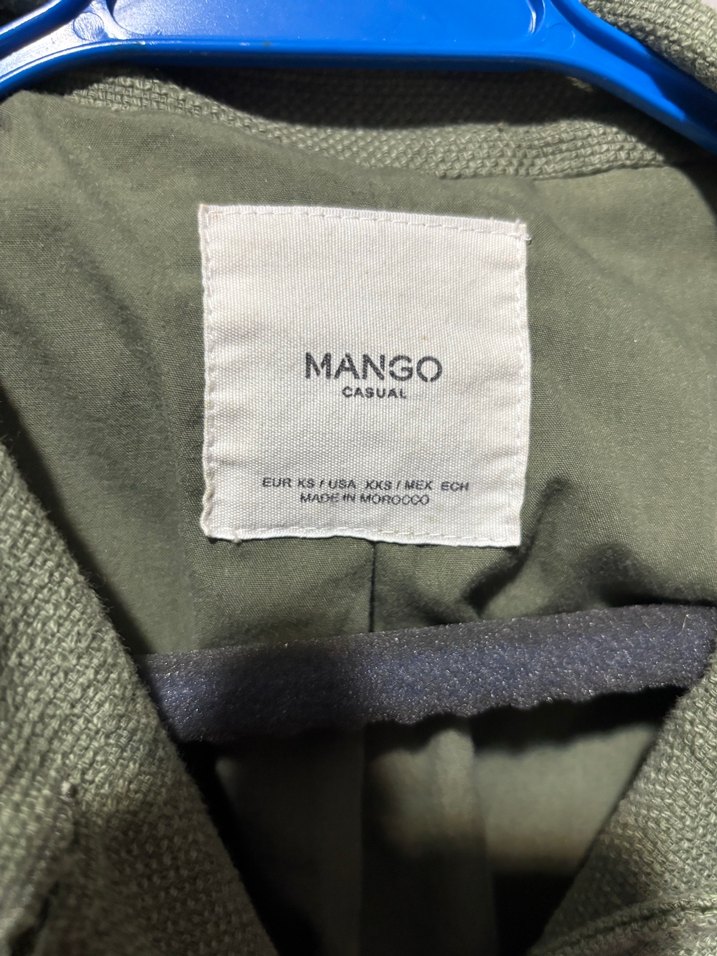 MANGO
CASUAL
EUR XS / USA XXS / MEX ECH
MADE IN MOROCCO